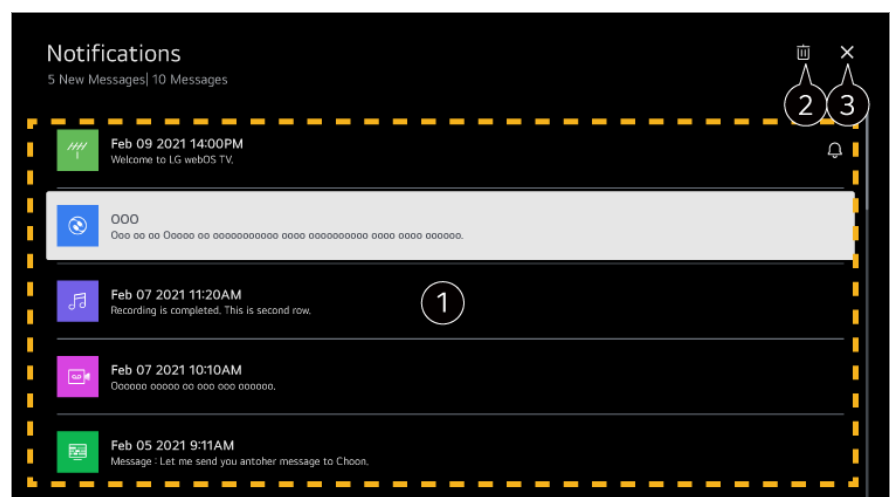 Notifications
5 New Messages| 10 Messages
2
3
Feb 09 2021 14:00PM
Welcome to LG webOS TV.
OOO
Ooo oo oo Ooooo oo ooooooooooo oooo oooooooooo oooo oooo oooooo.
Feb 07 2021 11:20AM
Recording is completed. This is second row.
1
Feb 07 2021 10:10AM
Oooooo ooooo oo ooo ooo oooooo.
Feb 05 2021 9:11AM
Message : Let me send you antoher message to Choon.